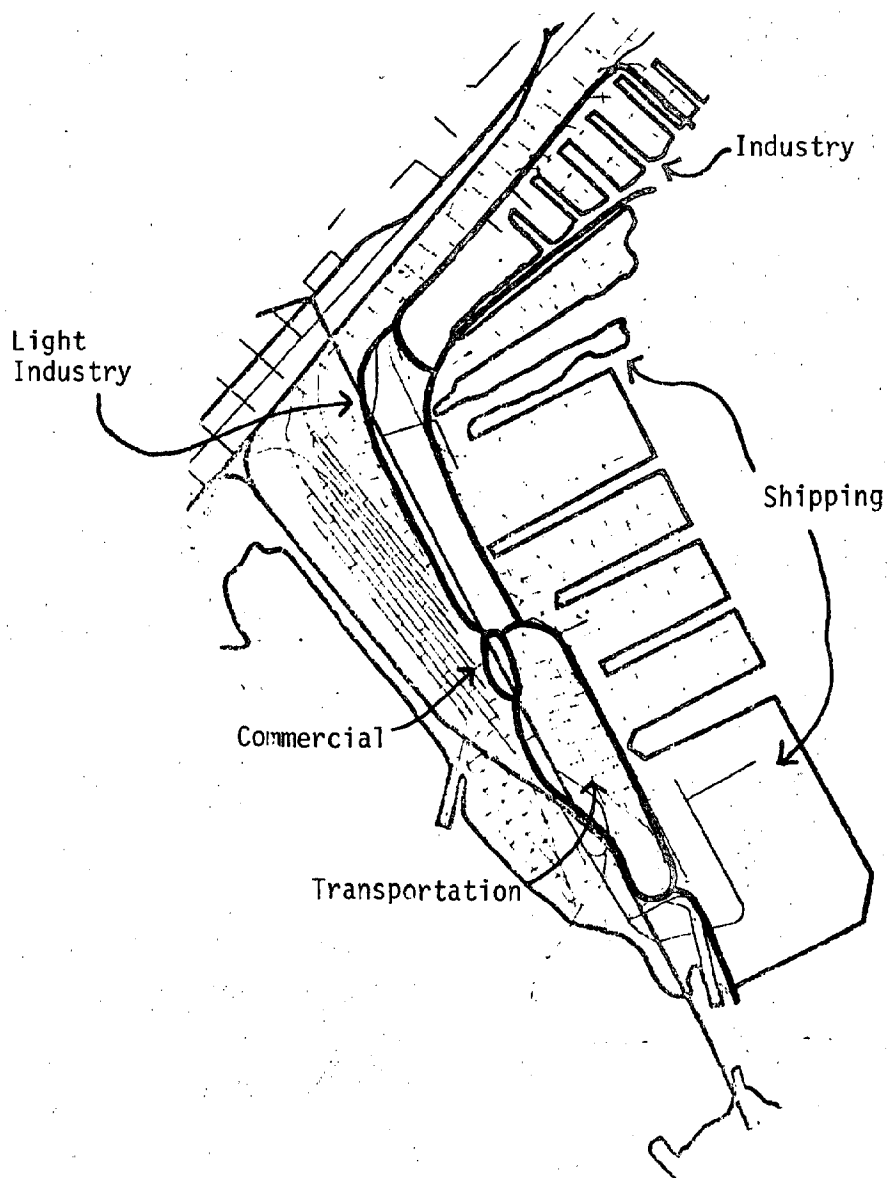 Industry
Light
Industry
Shipping
Commercial
Transportation